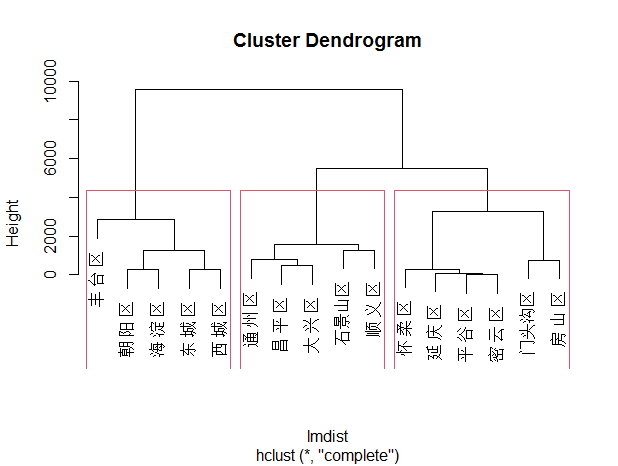 Cluster Dendrogram
Height
0
2000
6000
10000
丰台区
朝阳区
海淀区
东城区
西城区
通州区
昌平区
大兴区
石景山区
顺义区
怀柔区
延庆区
平谷区
密云区
门头沟区
房山区
lmdist
hclust (*, "complete")